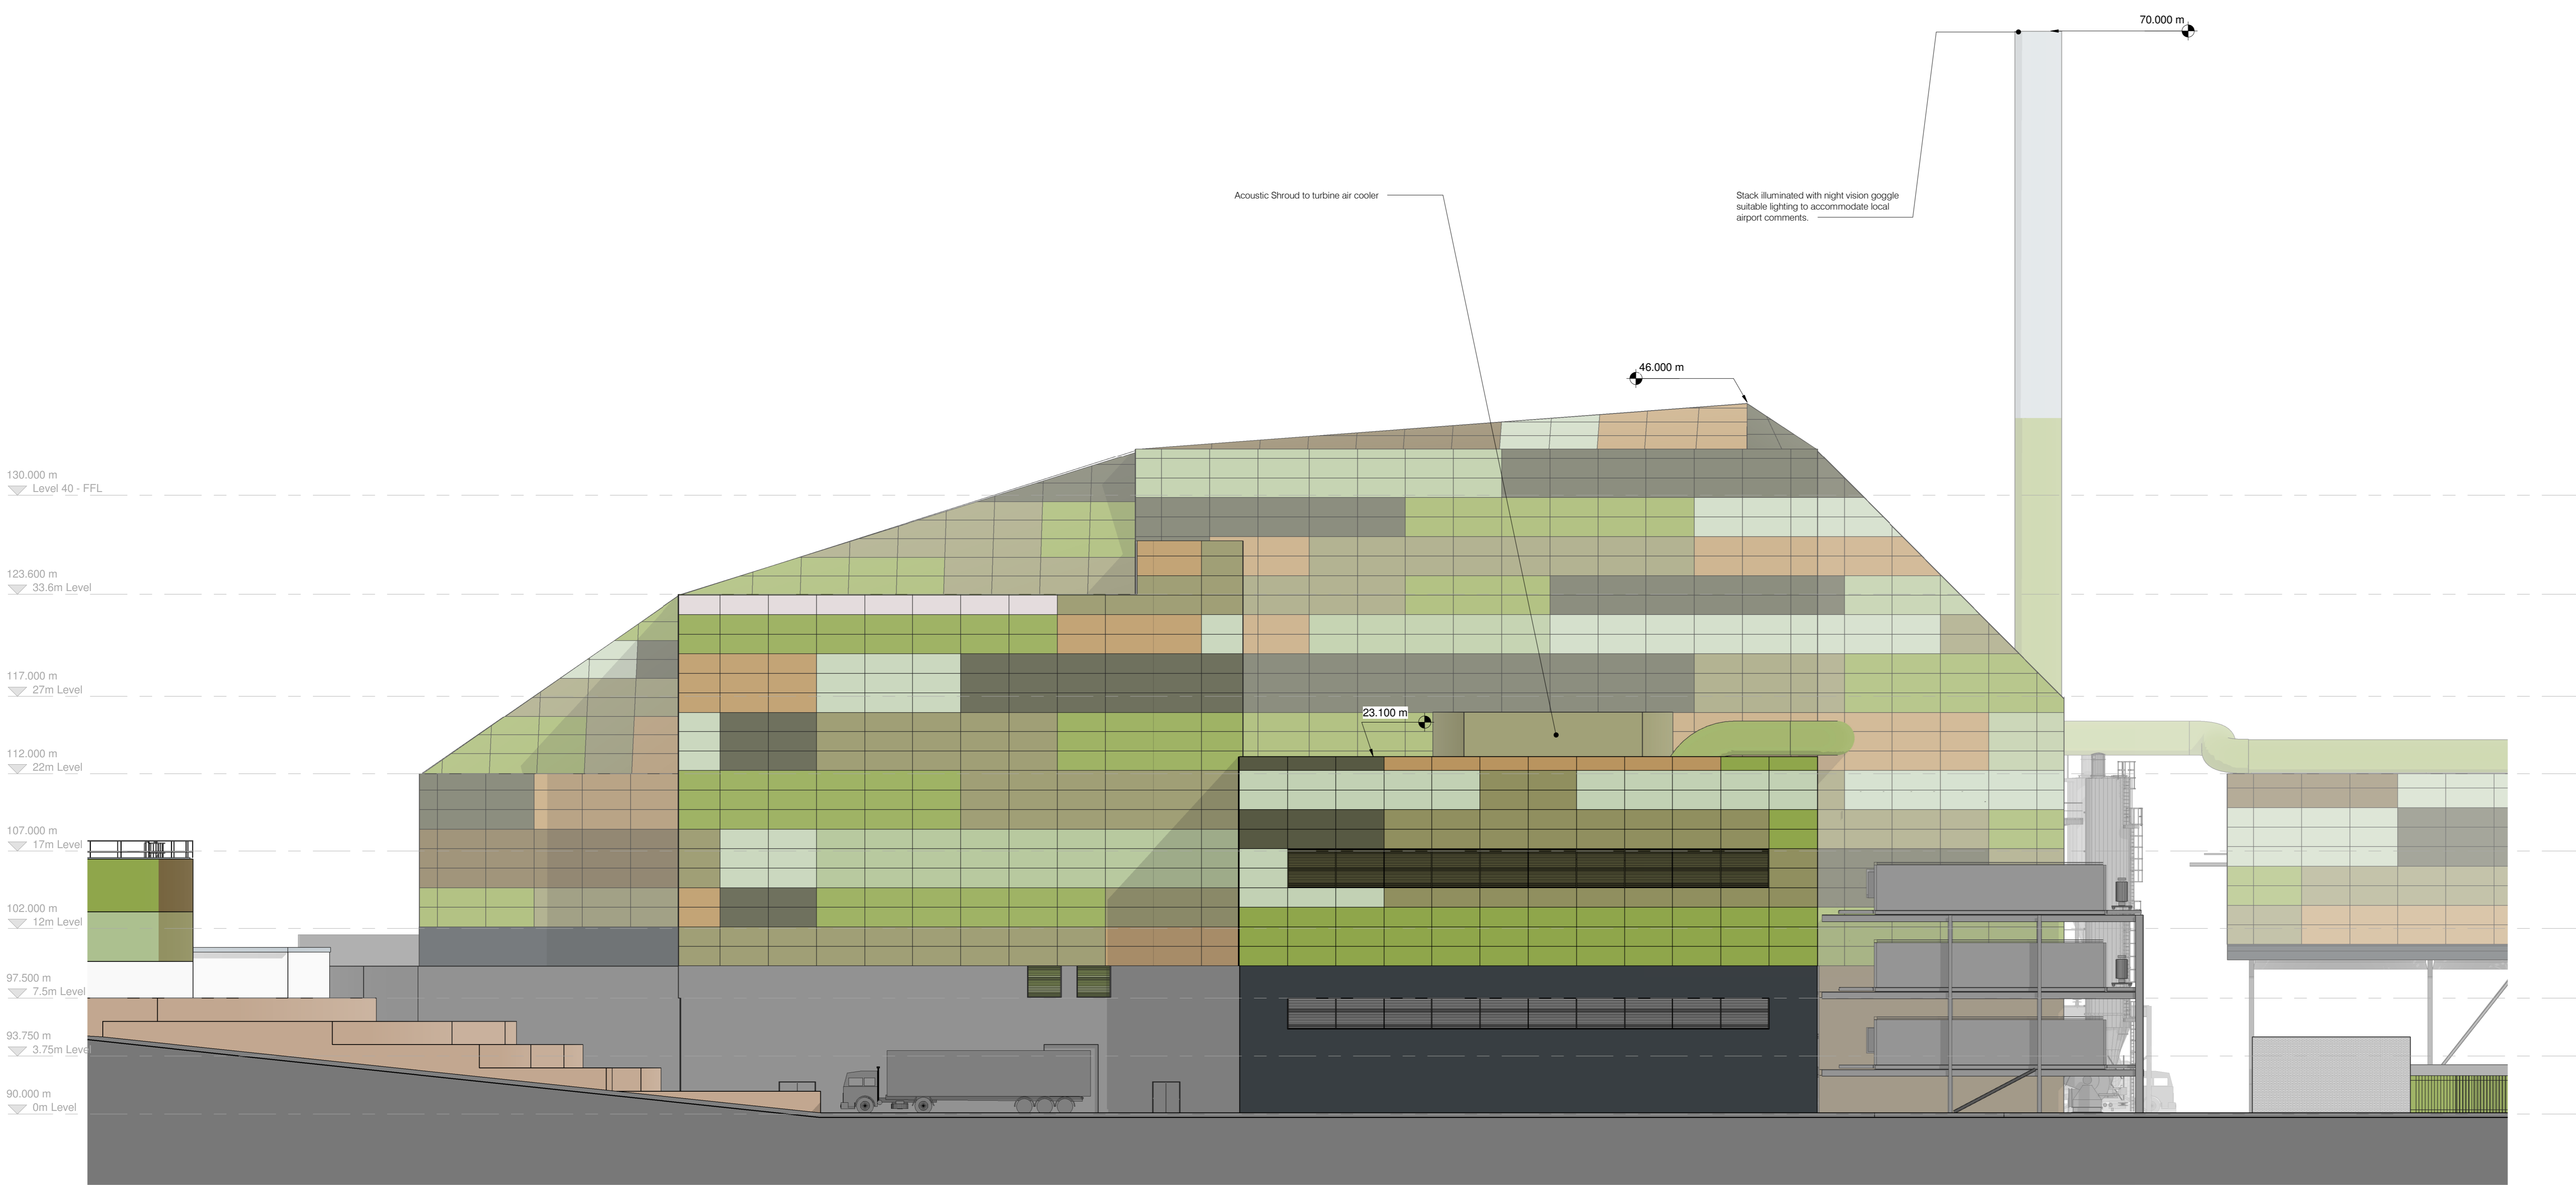 70.000 m
Acoustic Shroud to turbine air cooler
Stack illuminated with night vision goggle
suitable lighting to accommodate local
airport comments.
46.000 m
130.000 m
Level 40 - FFL
123.600 m
33.6m Level
117.000 m
27m Level
23.100 m
112.000 m
22m Level
107.000 m
17m Level
102.000 m
12m Level
97.500 m
7.5m Level
93.750 m
3.75m Level
90.000 m
0m Level